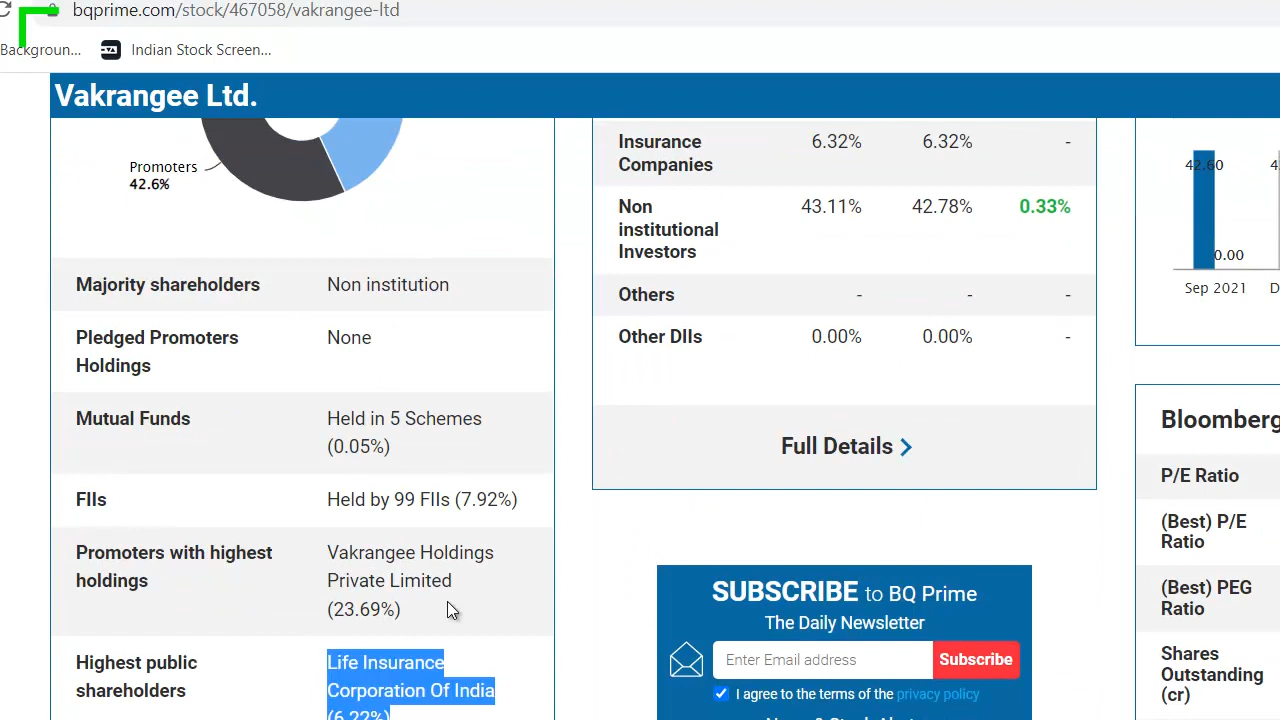 bqprime.com/stock/467058/vakrangee-ltd
Backgroun...
Indian Stock Screen...
Vakrangee Ltd.
Promoters
42.6%
Majority shareholders Non institution
Pledged Promoters
Holdings
None
Mutual Funds
Held in 5 Schemes
(0.05%)
FIIs Held by 99 FIIs (7.92%)
Promoters with highest
holdings
Vakrangee Holdings
Private Limited
(23.69%)
Highest public
shareholders
Life Insurance
Corporation Of India
(6.22%)
Insurance
Companies
6.32% 6.32% -
Non
institutional
Investors
43.11% 42.78% 0.33%
Others - - -
Other DIIs 0.00% 0.00% -
Full Details
SUBSCRIBE to BQ Prime
The Daily Newsletter
Enter Email address
Subscribe
I agree to the terms of the privacy policy
42.60
0.00
Sep 2021
Bloomberg
P/E Ratio
(Best) P/E
Ratio
(Best) PEG
Ratio
Shares
Outstanding
(cr)